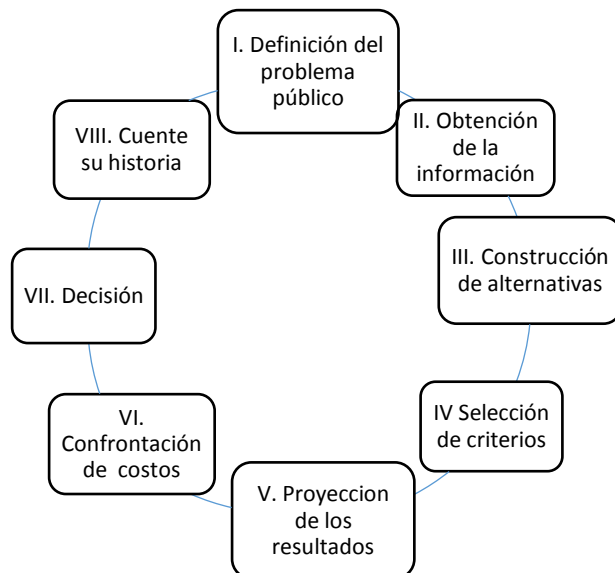 I. Definición del
problema
público
II. Obtención
de la
información
III. Construcción
de alternativas
IV Selección
de criterios
V. Proyeccion
de los
resultados
VI.
Confrontación
de costos
VII. Decisión
VIII. Cuente
su historia